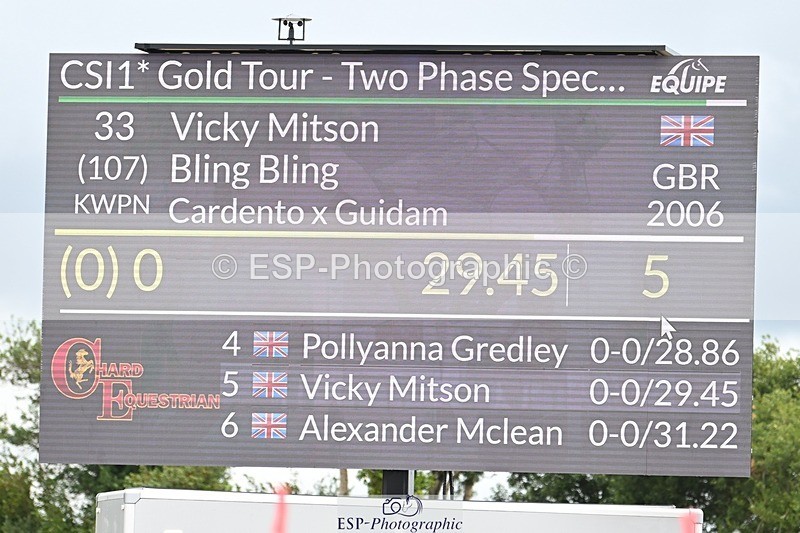 CSI1* Gold Tour - Two Phase Spec... EQUIPE
33 Vicky Mitson
(107) Bling Bling GBR
KWPN Cardento x Guidam 2006
(0) 0 29.45 5
© ESP-Photographic ©
4 Pollyanna Gredley 0-0/28.86
CHARD EQUESTRIAN
5 Vicky Mitson 0-0/29.45
6 Alexander Mclean 0-0/31.22
ESP-Photographic